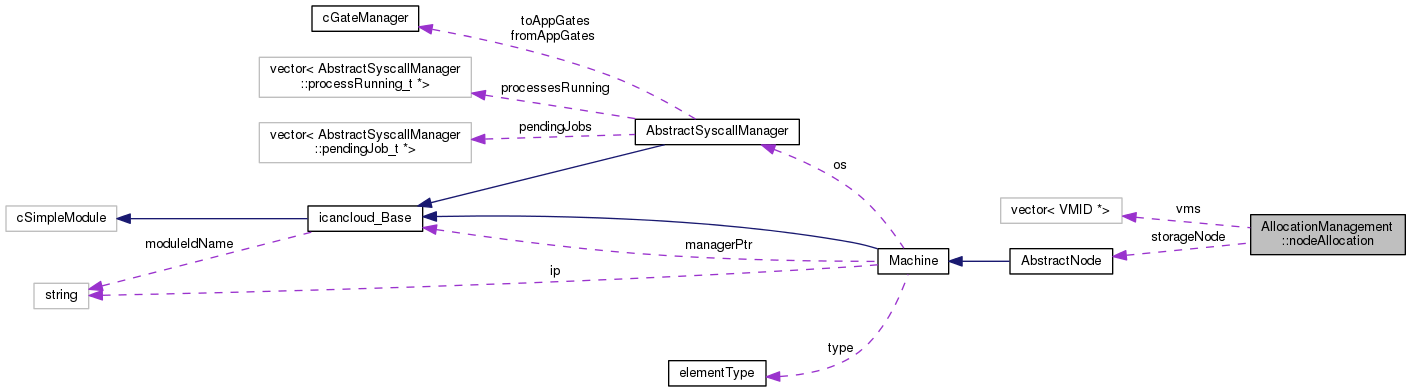 cGateManager
toAppGates
fromAppGates
vector< AbstractSyscallManager
::processRunning_t *>
processesRunning
vector< AbstractSyscallManager
::pendingJob_t *>
pendingJobs
AbstractSyscallManager
os
cSimpleModule
icancloud_Base
vector< VMID *>
vms
AllocationManagement
::nodeAllocation
storageNode
moduleIdName
managerPtr
Machine
AbstractNode
ip
string
type
elementType